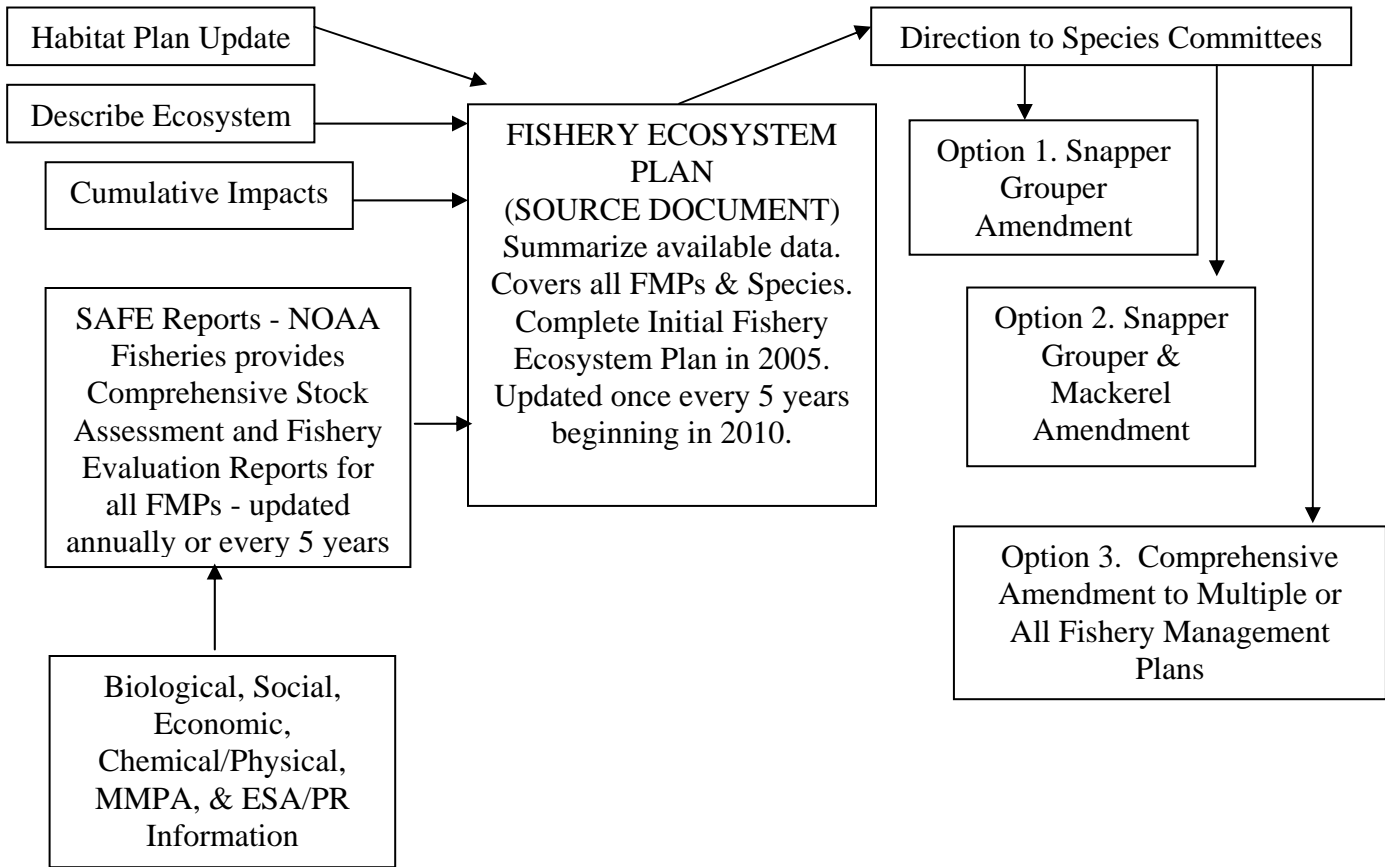 Habitat Plan Update
Describe Ecosystem
Cumulative Impacts
SAFE Reports - NOAA
Fisheries provides
Comprehensive Stock
Assessment and Fishery
Evaluation Reports for
all FMPs - updated
annually or every 5 years
Biological, Social,
Economic,
Chemical/Physical,
MMPA, & ESA/PR
Information
FISHERY ECOSYSTEM
PLAN
(SOURCE DOCUMENT)
Summarize available data.
Covers all FMPs & Species.
Complete Initial Fishery
Ecosystem Plan in 2005.
Updated once every 5 years
beginning in 2010.
Direction to Species Committees
Option 1. Snapper
Grouper
Amendment
Option 2. Snapper
Grouper &
Mackerel
Amendment
Option 3.  Comprehensive
Amendment to Multiple or
All Fishery Management
Plans